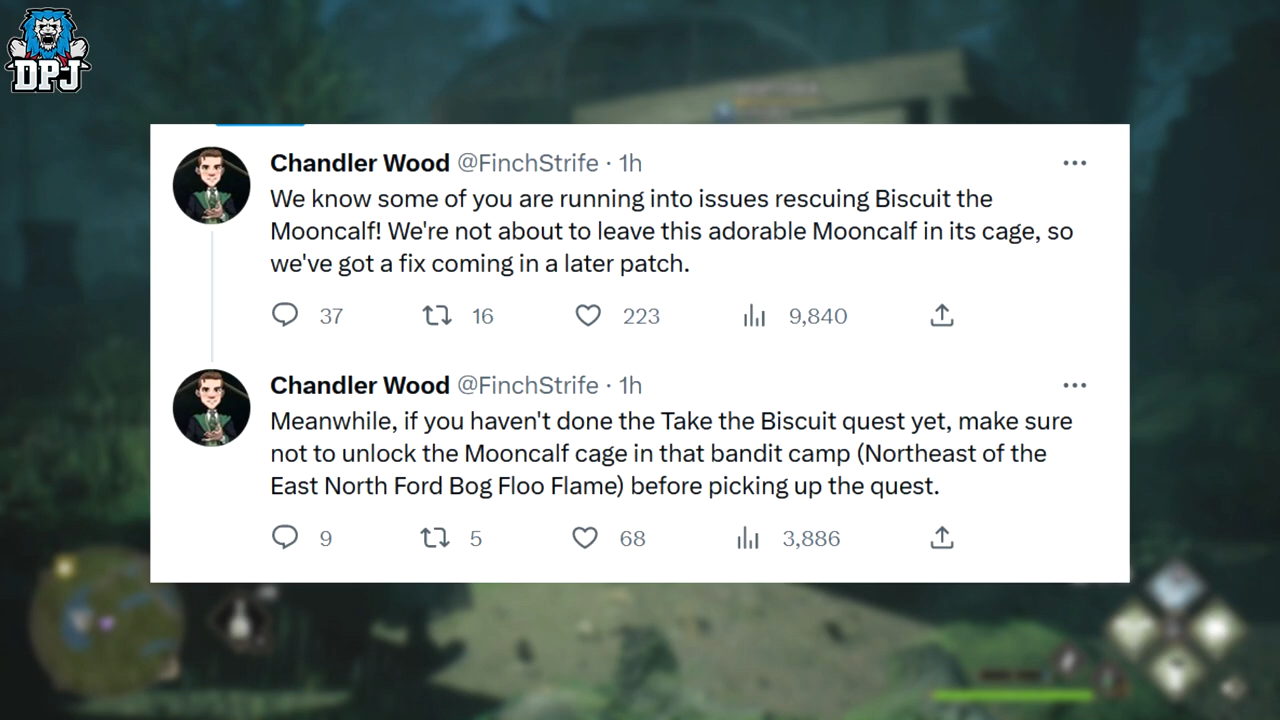 DPJ
Chandler Wood @FinchStrife · 1h
We know some of you are running into issues rescuing Biscuit the
Mooncalf! We're not about to leave this adorable Mooncalf in its cage, so
we've got a fix coming in a later patch.
37 16 223 9,840
Chandler Wood @FinchStrife · 1h
Meanwhile, if you haven't done the Take the Biscuit quest yet, make sure
not to unlock the Mooncalf cage in that bandit camp (Northeast of the
East North Ford Bog Floo Flame) before picking up the quest.
9 5 68 3,886